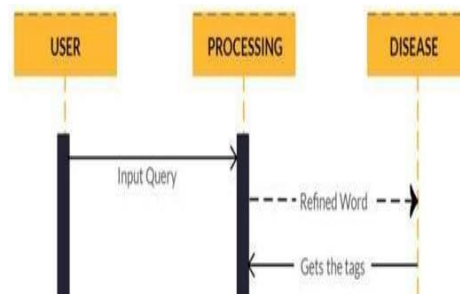 USER
PROCESSING
DISEASE
Input Query
Refined Word
Gets the tags